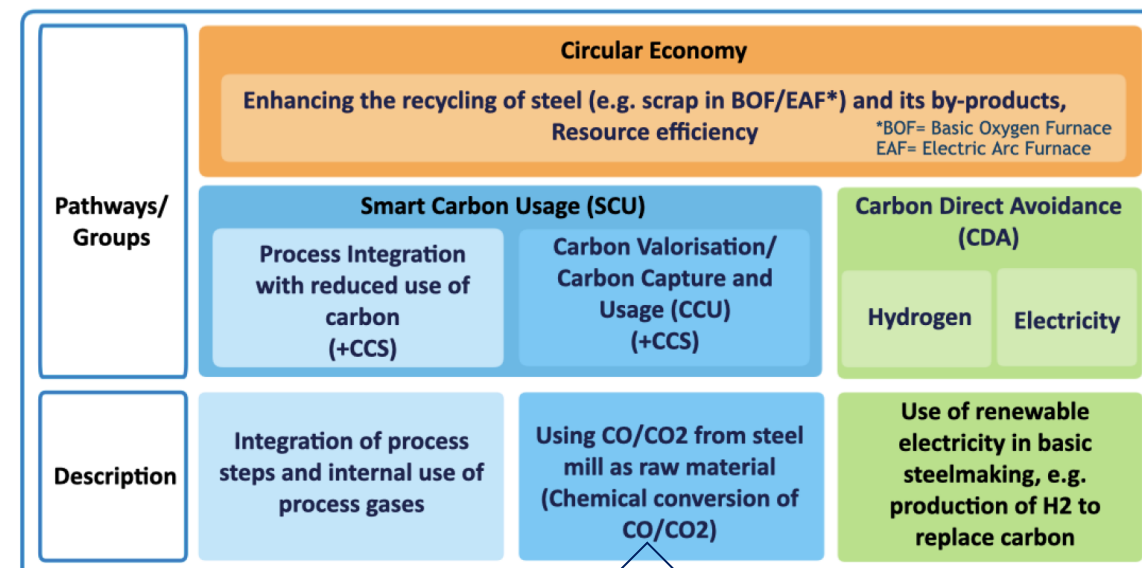 Circular Economy
Enhancing the recycling of steel (e.g. scrap in BOF/EAF*) and its by-products,
Resource efficiency
*BOF= Basic Oxygen Furnace
EAF= Electric Arc Furnace
Pathways/
Groups
Smart Carbon Usage (SCU)
Process Integration
with reduced use of
carbon
(+CCS)
Carbon Valorisation/
Carbon Capture and
Usage (CCU)
(+CCS)
Carbon Direct Avoidance
(CDA)
Hydrogen
Electricity
Description
Integration of process
steps and internal use of
process gases
Using CO/CO2 from steel
mill as raw material
(Chemical conversion of
CO/CO2)
Use of renewable
electricity in basic
steelmaking, e.g.
production of H2 to
replace carbon